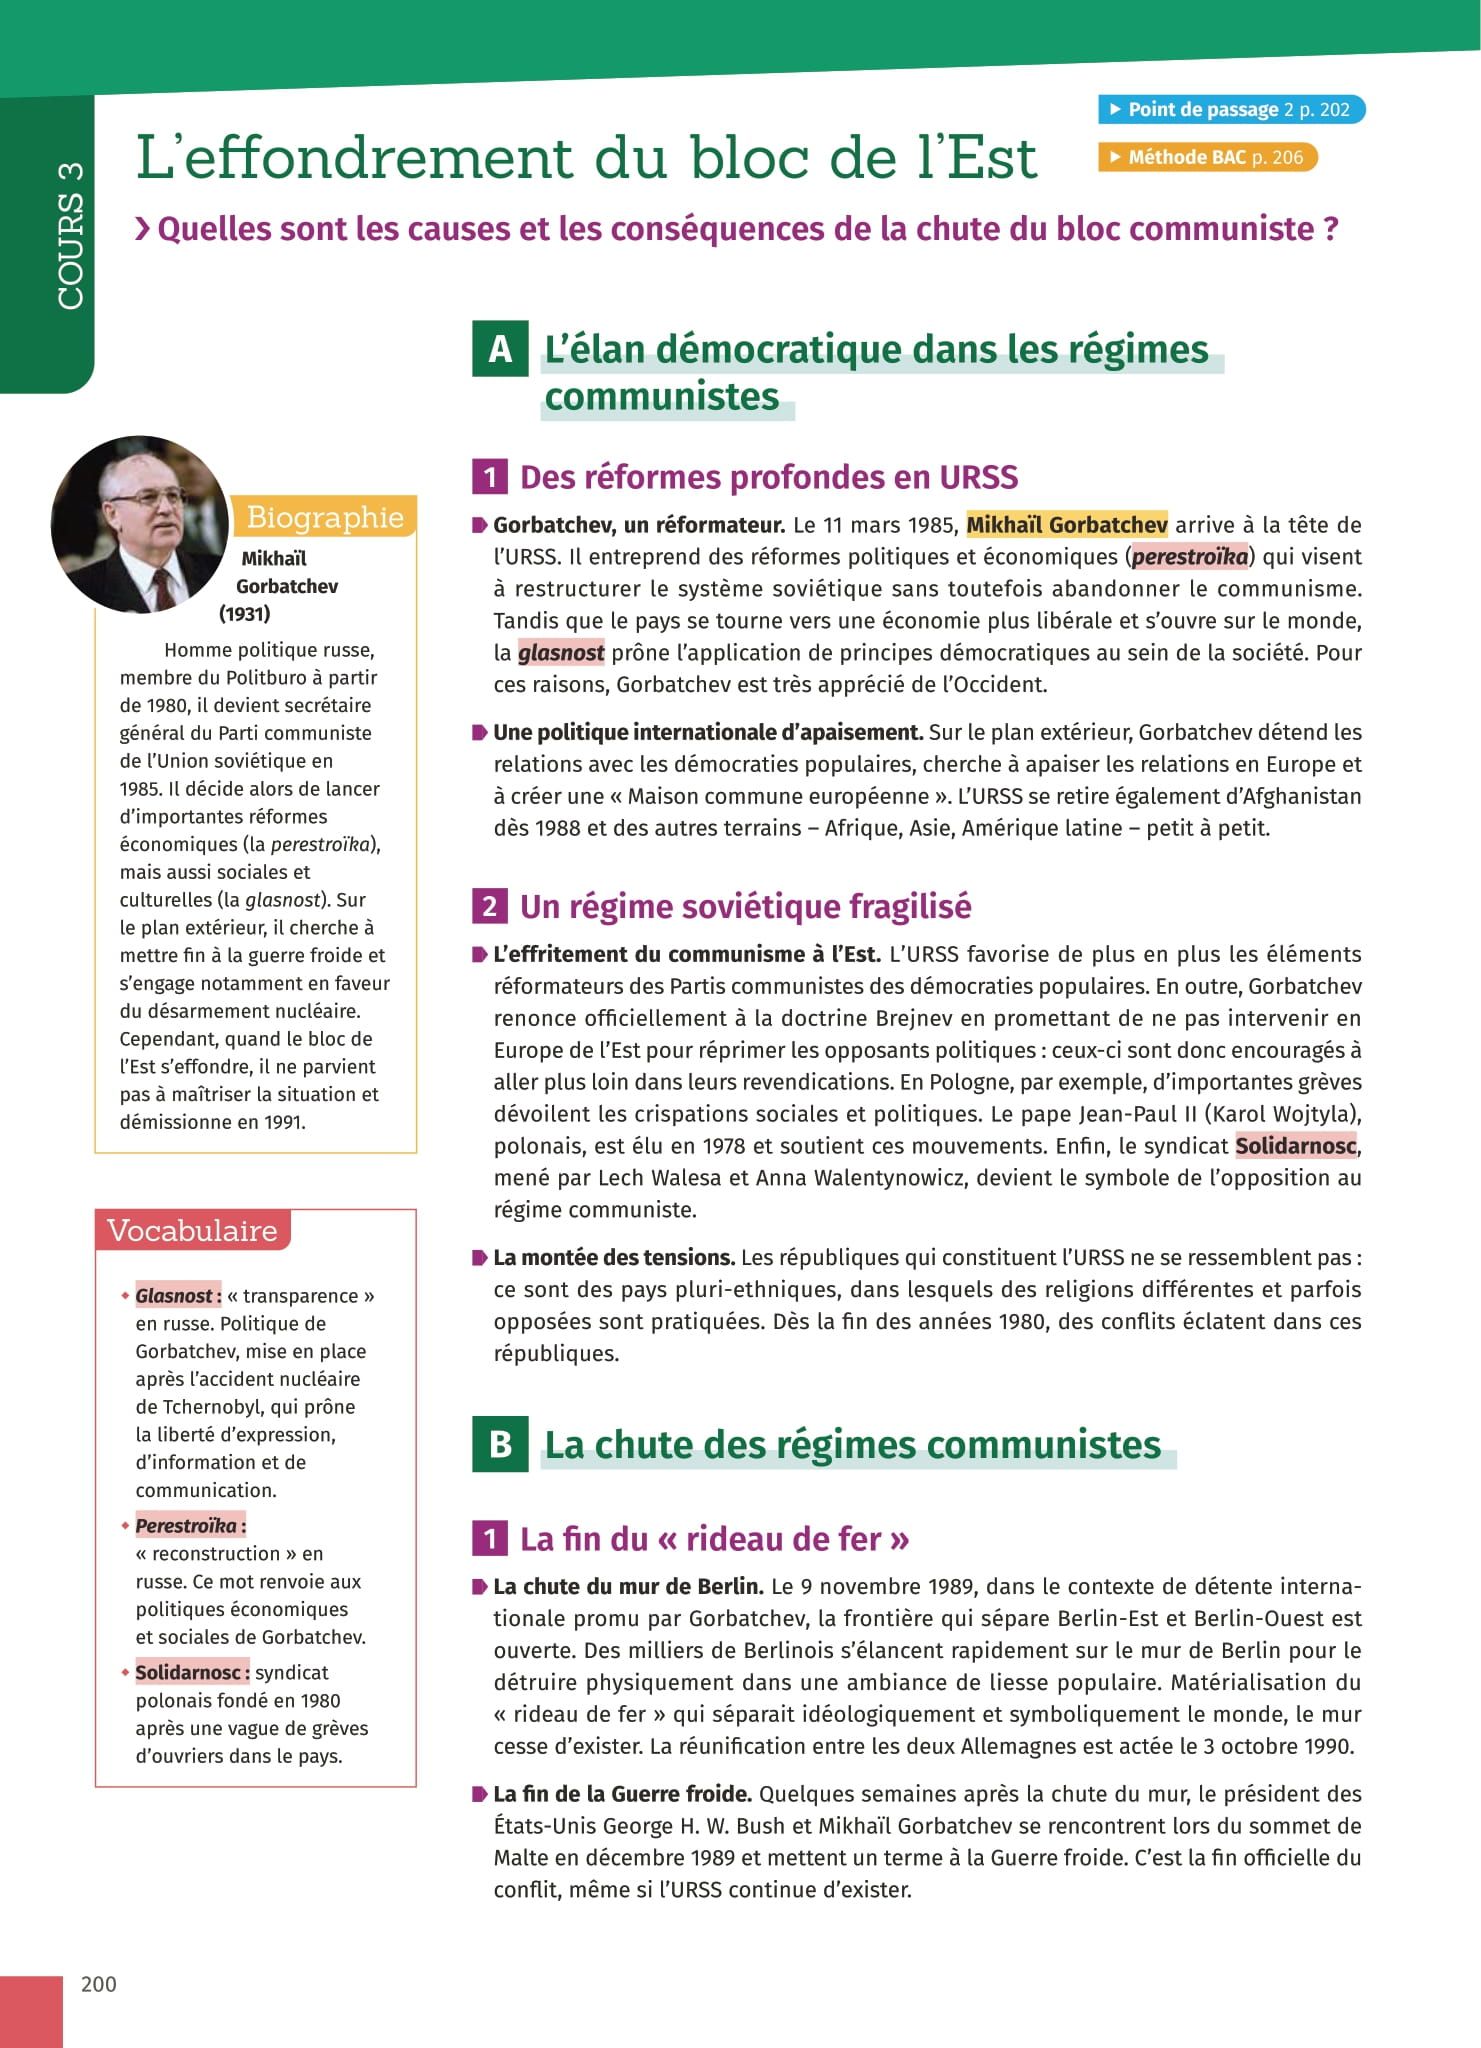 COURS 3
▶ Point de passage 2 p. 202
▶ Méthode BAC p. 206
L'effondrement du bloc de l'Est
❯ Quelles sont les causes et les conséquences de la chute du bloc communiste ?
A L'élan démocratique dans les régimes
communistes
1 Des réformes profondes en URSS
Gorbatchev, un réformateur. Le 11 mars 1985, Mikhaïl Gorbatchev arrive à la tête de
l'URSS. Il entreprend des réformes politiques et économiques (perestroïka) qui visent
à restructurer le système soviétique sans toutefois abandonner le communisme.
Tandis que le pays se tourne vers une économie plus libérale et s'ouvre sur le monde,
la glasnost prône l'application de principes démocratiques au sein de la société. Pour
ces raisons, Gorbatchev est très apprécié de l'Occident.
Une politique internationale d'apaisement. Sur le plan extérieur, Gorbatchev détend les
relations avec les démocraties populaires, cherche à apaiser les relations en Europe et
à créer une « Maison commune européenne ». L'URSS se retire également d'Afghanistan
dès 1988 et des autres terrains – Afrique, Asie, Amérique latine – petit à petit.
2 Un régime soviétique fragilisé
L'effritement du communisme à l'Est. L'URSS favorise de plus en plus les éléments
réformateurs des Partis communistes des démocraties populaires. En outre, Gorbatchev
renonce officiellement à la doctrine Brejnev en promettant de ne pas intervenir en
Europe de l'Est pour réprimer les opposants politiques : ceux-ci sont donc encouragés à
aller plus loin dans leurs revendications. En Pologne, par exemple, d'importantes grèves
dévoilent les crispations sociales et politiques. Le pape Jean-Paul II (Karol Wojtyla),
polonais, est élu en 1978 et soutient ces mouvements. Enfin, le syndicat Solidarnosc,
mené par Lech Walesa et Anna Walentynowicz, devient le symbole de l'opposition au
régime communiste.
La montée des tensions. Les républiques qui constituent l'URSS ne se ressemblent pas :
ce sont des pays pluri-ethniques, dans lesquels des religions différentes et parfois
opposées sont pratiquées. Dès la fin des années 1980, des conflits éclatent dans ces
républiques.
B La chute des régimes communistes
1 La fin du « rideau de fer »
La chute du mur de Berlin. Le 9 novembre 1989, dans le contexte de détente interna-
tionale promu par Gorbatchev, la frontière qui sépare Berlin-Est et Berlin-Ouest est
ouverte. Des milliers de Berlinois s'élancent rapidement sur le mur de Berlin pour le
détruire physiquement dans une ambiance de liesse populaire. Matérialisation du
« rideau de fer » qui séparait idéologiquement et symboliquement le monde, le mur
cesse d'exister. La réunification entre les deux Allemagnes est actée le 3 octobre 1990.
La fin de la Guerre froide. Quelques semaines après la chute du mur, le président des
États-Unis George H. W. Bush et Mikhaïl Gorbatchev se rencontrent lors du sommet de
Malte en décembre 1989 et mettent un terme à la Guerre froide. C'est la fin officielle du
conflit, même si l'URSS continue d'exister.
Biographie
Mikhaïl
Gorbatchev
(1931)
Homme politique russe,
membre du Politburo à partir
de 1980, il devient secrétaire
général du Parti communiste
de l'Union soviétique en
1985. Il décide alors de lancer
d'importantes réformes
économiques (la perestroïka),
mais aussi sociales et
culturelles (la glasnost). Sur
le plan extérieur, il cherche à
mettre fin à la guerre froide et
s'engage notamment en faveur
du désarmement nucléaire.
Cependant, quand le bloc de
l'Est s'effondre, il ne parvient
pas à maîtriser la situation et
démissionne en 1991.
Vocabulaire
• Glasnost : « transparence »
en russe. Politique de
Gorbatchev, mise en place
après l'accident nucléaire
de Tchernobyl, qui prône
la liberté d'expression,
d'information et de
communication.
• Perestroïka :
« reconstruction » en
russe. Ce mot renvoie aux
politiques économiques
et sociales de Gorbatchev.
• Solidarnosc : syndicat
polonais fondé en 1980
après une vague de grèves
d'ouvriers dans le pays.
200